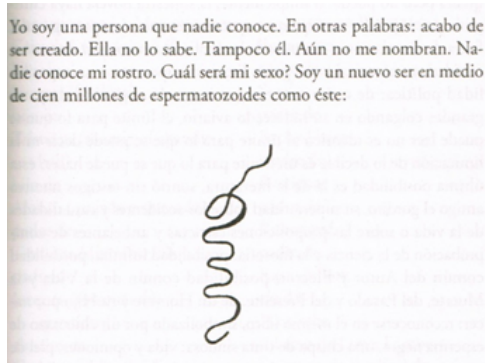 Yo soy una persona que nadie conoce. En otras palabras: acabo de
ser creado. Ella no lo sabe. Tampoco él. Aún no me nombran. Na-
die conoce mi rostro. Cuál será mi sexo? Soy un nuevo ser en medio
de cien millones de espermatozoides como éste: